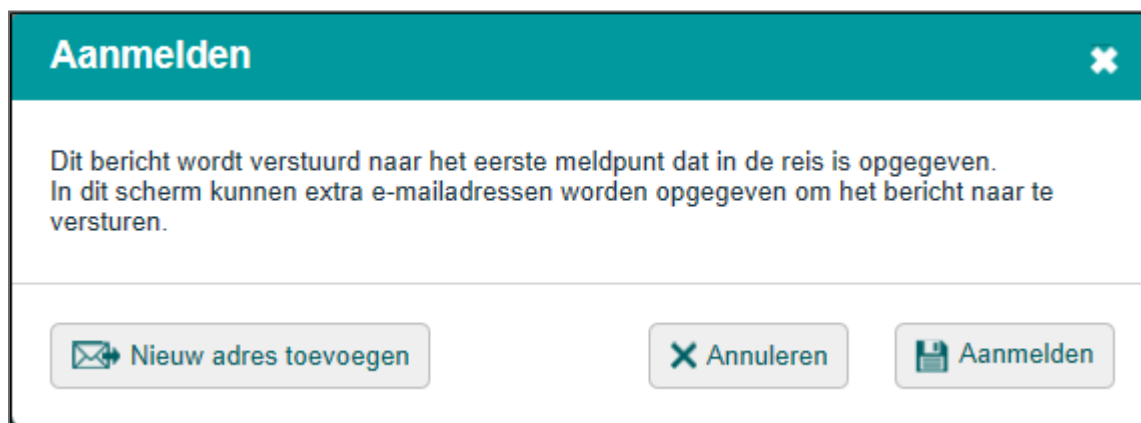 Aanmelden
Dit bericht wordt verstuurd naar het eerste meldpunt dat in de reis is opgegeven.
In dit scherm kunnen extra e-mailadressen worden opgegeven om het bericht naar te
versturen.
Nieuw adres toevoegen
Annuleren
Aanmelden